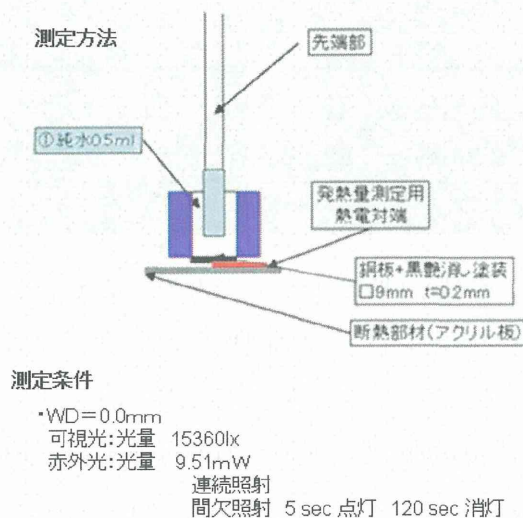 測定方法
先端部
①純水0.5ml
発熱量測定用
熱電対端
銅板+黒艶消し塗装
□9mm t=0.2mm
断熱部材(アクリル板)
測定条件
・WD=0.0mm
可視光:光量 15360lx
赤外光:光量 9.51mW
連続照射
間欠照射 5 sec 点灯 120 sec 消灯